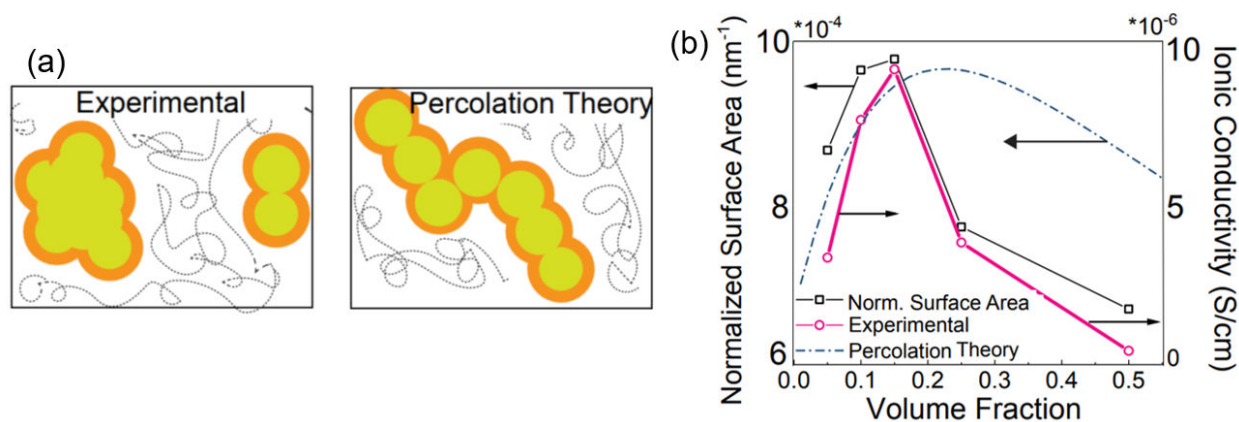 (a)
Experimental
Percolation Theory
(b)
*10⁻⁴
*10⁻⁶
Normalized Surface Area (nm⁻¹)
10
8
6
Ionic Conductivity (S/cm)
10
5
0
Norm. Surface Area
Experimental
Percolation Theory
0.0 0.1 0.2 0.3 0.4 0.5
Volume Fraction